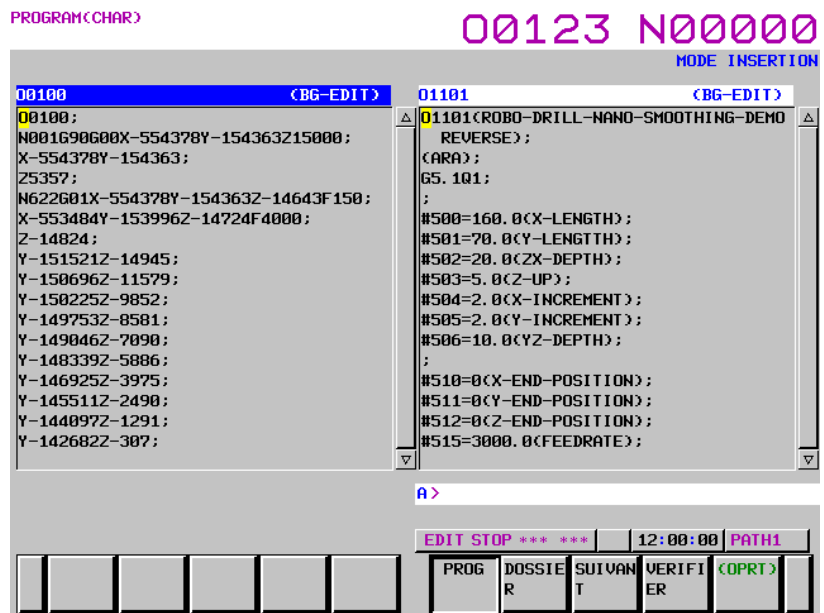 PROGRAM(CHAR)
O0123 N00000
MODE INSERTION
O0100 (BG-EDIT)
O0100;
N001G90G00X-554378Y-154363Z15000;
X-554378Y-154363;
Z5357;
N622G01X-554378Y-154363Z-14643F150;
X-553484Y-153996Z-14724F4000;
Z-14824;
Y-151521Z-14945;
Y-150696Z-11579;
Y-150225Z-9852;
Y-149753Z-8581;
Y-149046Z-7090;
Y-148339Z-5886;
Y-146925Z-3975;
Y-145511Z-2490;
Y-144097Z-1291;
Y-142682Z-307;
O1101 (BG-EDIT)
O1101(ROBO-DRILL-NANO-SMOOTHING-DEMO
REVERSE);
(ARA);
G5.1Q1;
;
#500=160.0(X-LENGTH);
#501=70.0(Y-LENGTTH);
#502=20.0(ZX-DEPTH);
#503=5.0(Z-UP);
#504=2.0(X-INCREMENT);
#505=2.0(Y-INCREMENT);
#506=10.0(YZ-DEPTH);
;
#510=0(X-END-POSITION);
#511=0(Y-END-POSITION);
#512=0(Z-END-POSITION);
#515=3000.0(FEEDRATE);
A>
EDIT STOP *** *** 12:00:00 PATH1
PROG DOSSIE SUIVAN VERIFI (OPRT)
R T ER